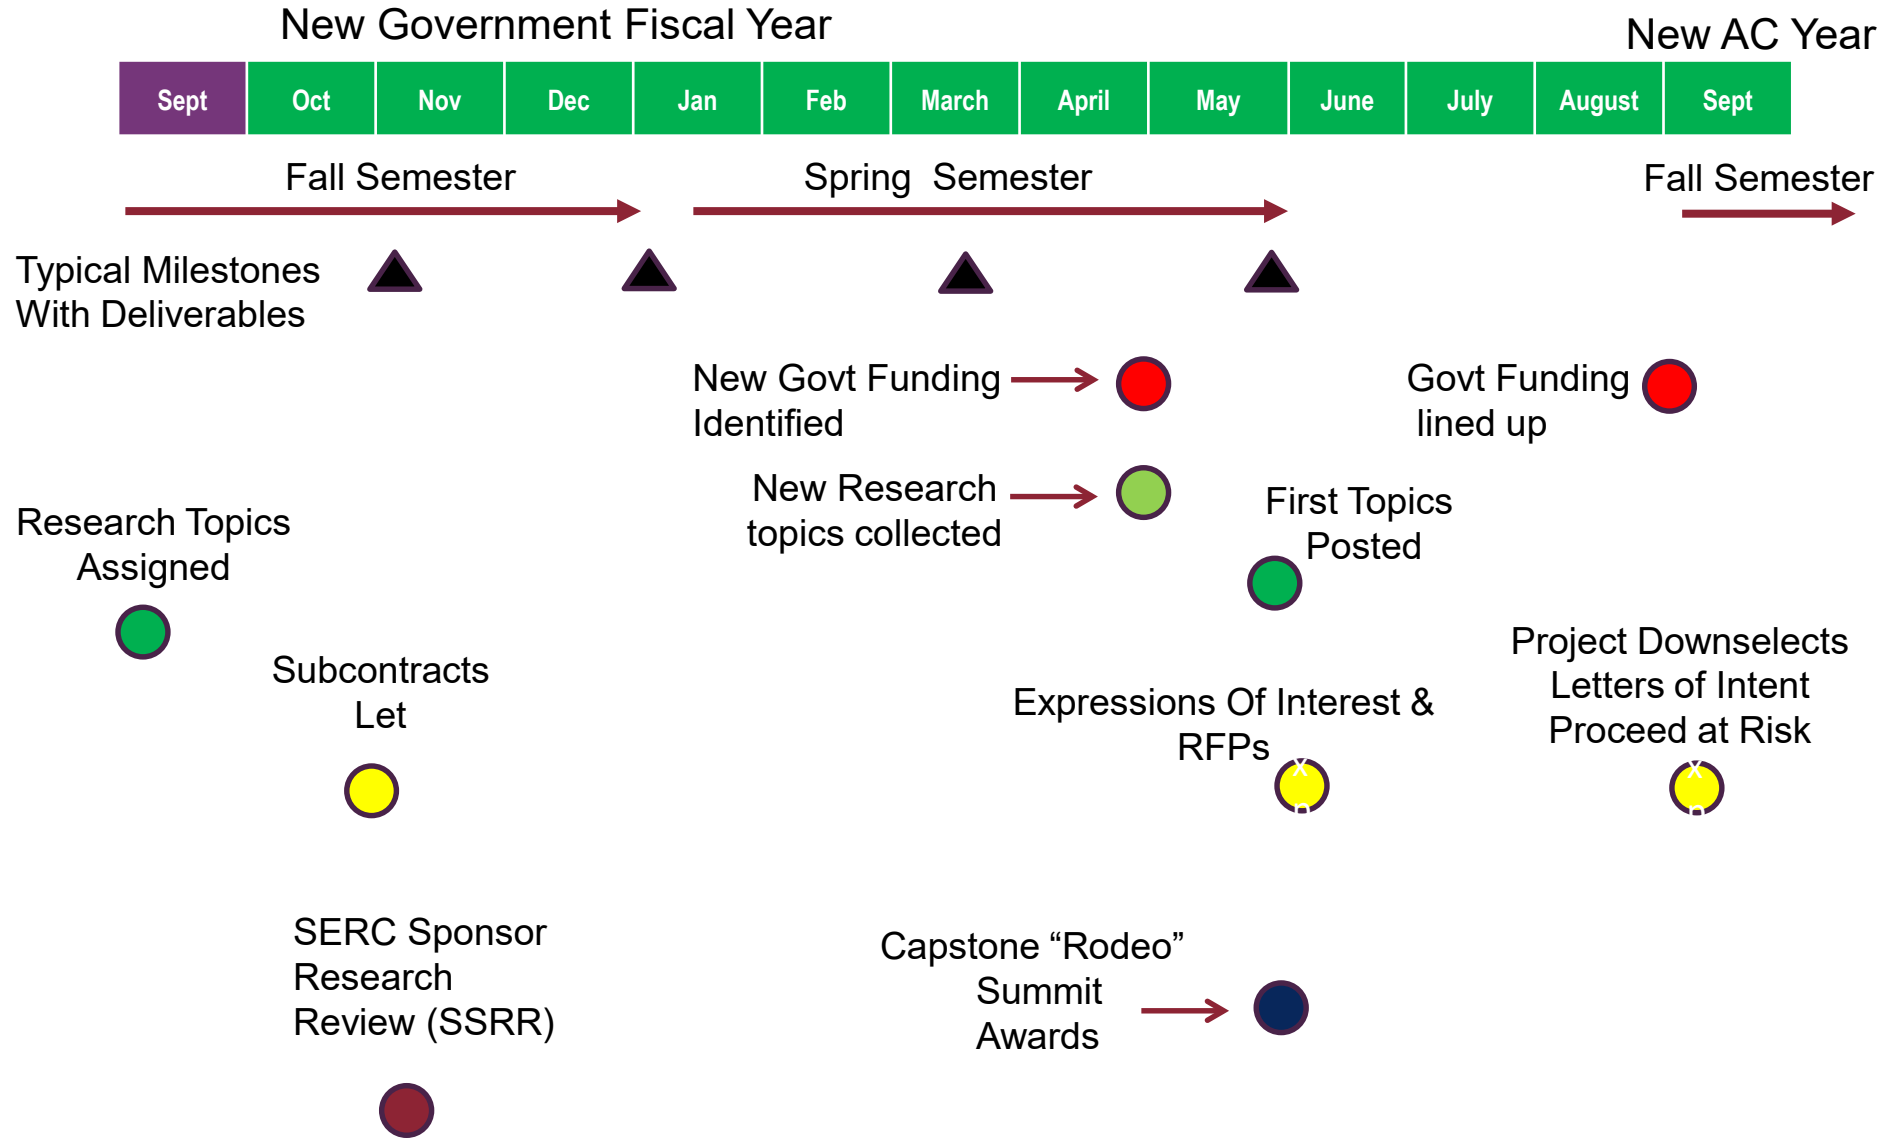 New Government Fiscal Year
New AC Year
Sept Oct Nov Dec Jan Feb March April May June July August Sept
Fall Semester
Spring Semester
Fall Semester
Typical Milestones
With Deliverables
New Govt Funding
Identified
Govt Funding
lined up
New Research
topics collected
First Topics
Posted
Research Topics
Assigned
Subcontracts
Let
Expressions Of Interest &
RFPs
Project Downselects
Letters of Intent
Proceed at Risk
SERC Sponsor
Research
Review (SSRR)
Capstone “Rodeo”
Summit
Awards